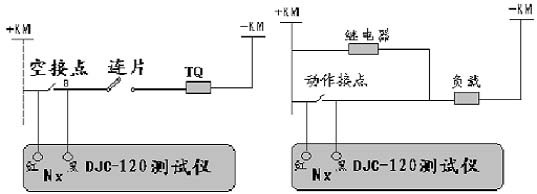 +KM
-KM
空接点
连片
TQ
B
红
Nx
黑
DJC-120测试仪
+KM
-KM
继电器
动作接点
负载
红
Nx
黑
DJC-120测试仪